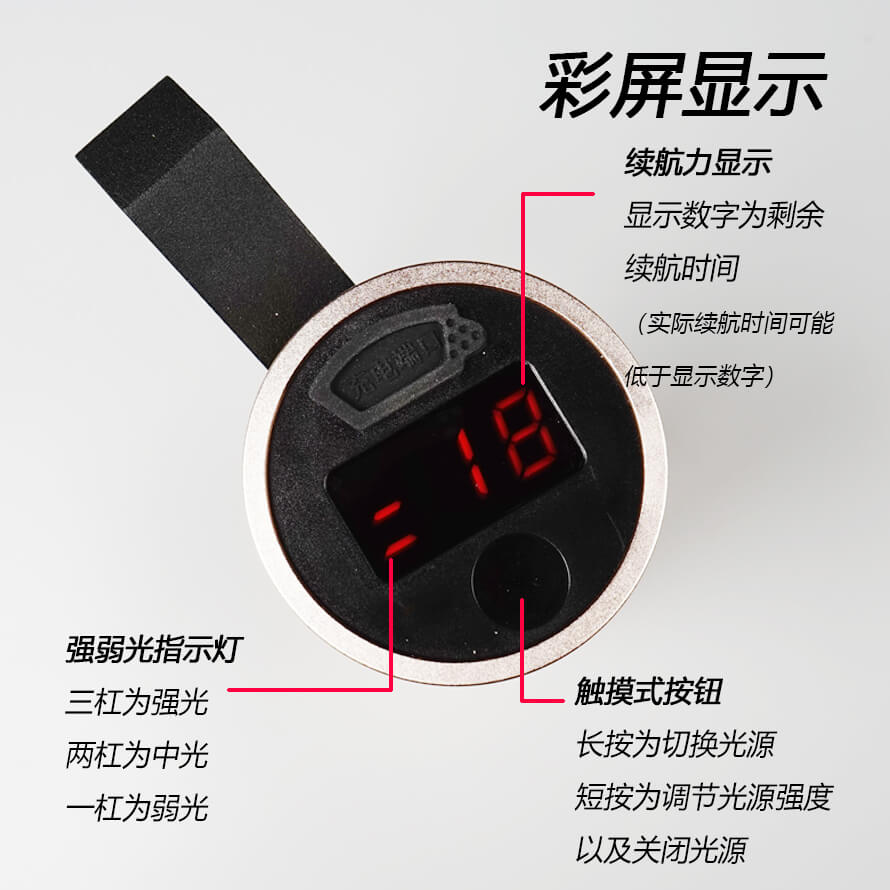 彩屏显示
续航力显示
显示数字为剩余
续航时间
（实际续航时间可能
低于显示数字）
充电端口
18
强弱光指示灯
三杠为强光
两杠为中光
一杠为弱光
触摸式按钮
长按为切换光源
短按为调节光源强度
以及关闭光源